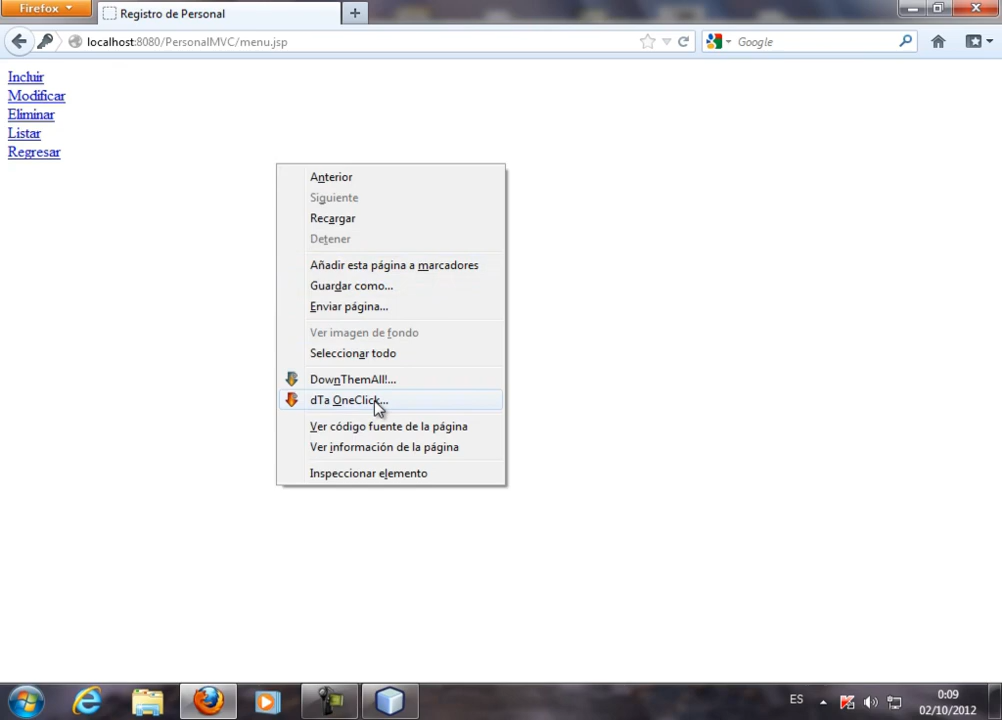 Firefox
Registro de Personal
localhost:8080/PersonalMVC/menu.jsp
Google
Incluir
Modificar
Eliminar
Listar
Regresar
Anterior
Siguiente
Recargar
Detener
Añadir esta página a marcadores
Guardar como...
Enviar página...
Ver imagen de fondo
Seleccionar todo
DownThemAll!...
dTa OneClick...
Ver código fuente de la página
Ver información de la página
Inspeccionar elemento
ES
0:09
02/10/2012